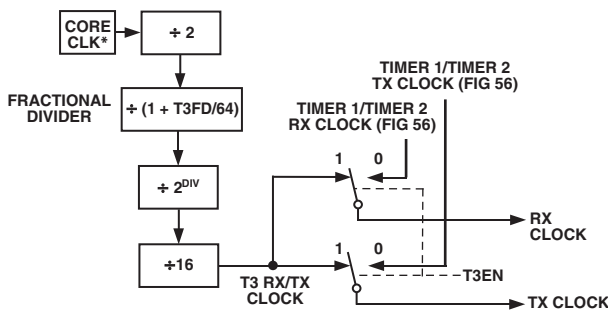 CORE
CLK*
÷ 2
TIMER 1/TIMER 2
TX CLOCK (FIG 56)
FRACTIONAL
DIVIDER
÷ (1 + T3FD/64)
TIMER 1/TIMER 2
RX CLOCK (FIG 56)
1 0
÷ 2DIV
RX
CLOCK
÷16
1 0
T3 RX/TX
CLOCK
T3EN
TX CLOCK